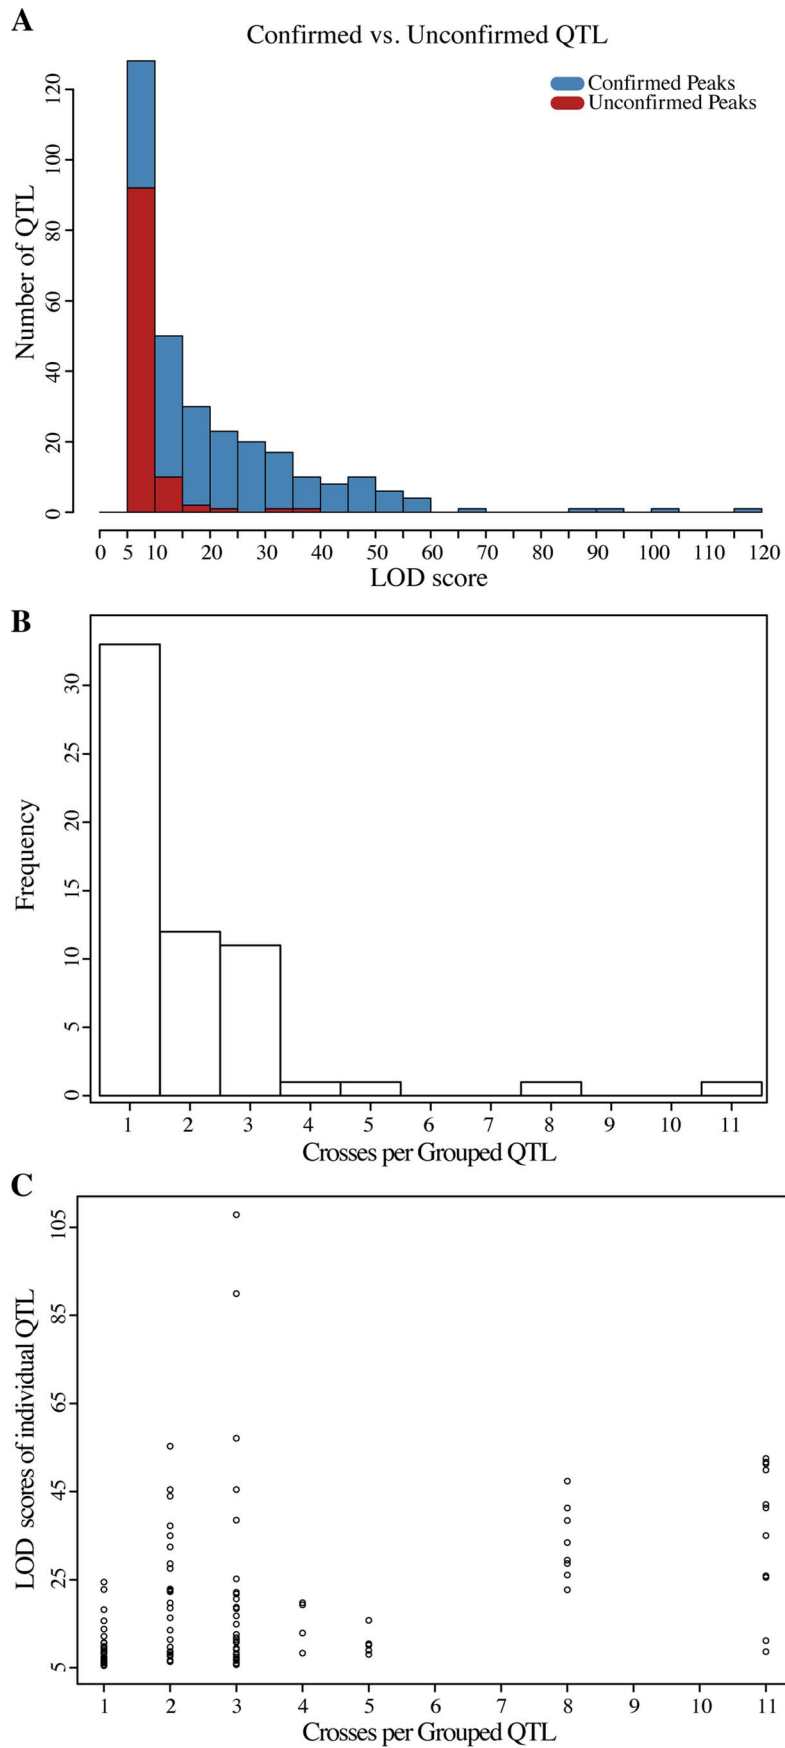 A
Confirmed vs. Unconfirmed QTL
Confirmed Peaks
Unconfirmed Peaks
Number of QTL
120
100
80
60
40
20
0
0 5 10 20 30 40 50 60 70 80 90 100 110 120
LOD score
B
Frequency
30
25
20
15
10
5
0
1 2 3 4 5 6 7 8 9 10 11
Crosses per Grouped QTL
C
LOD scores of individual QTL
105
85
65
45
25
5
1 2 3 4 5 6 7 8 9 10 11
Crosses per Grouped QTL